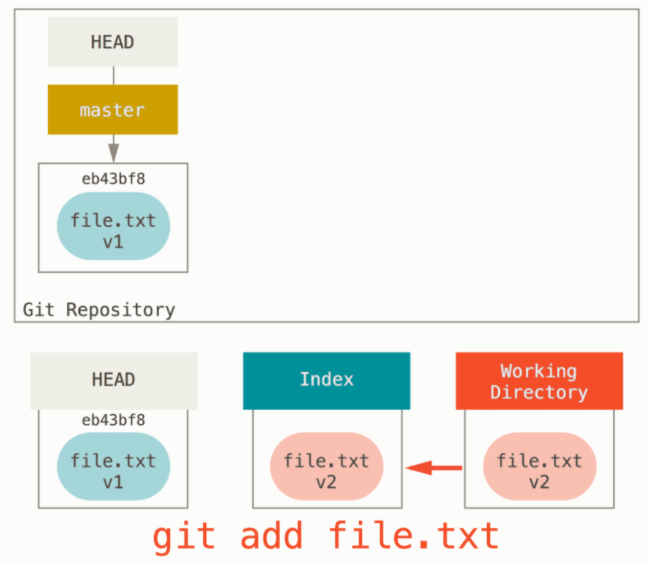 HEAD
master
eb43bf8
file.txt
v1
Git Repository
HEAD
Index
Working
Directory
eb43bf8
file.txt
v1
file.txt
v2
file.txt
v2
git add file.txt